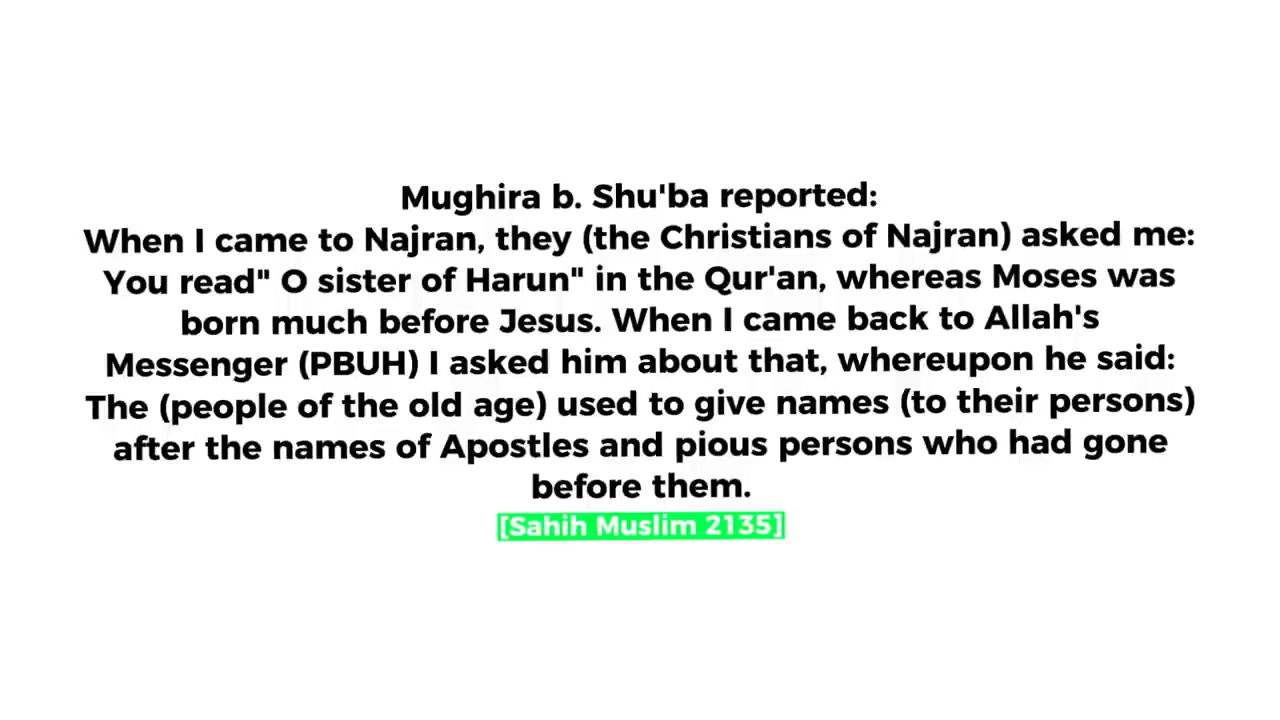 Mughira b. Shu'ba reported:
When I came to Najran, they (the Christians of Najran) asked me:
You read" O sister of Harun" in the Qur'an, whereas Moses was
born much before Jesus. When I came back to Allah's
Messenger (PBUH) I asked him about that, whereupon he said:
The (people of the old age) used to give names (to their persons)
after the names of Apostles and pious persons who had gone
before them.
[Sahih Muslim 2135]